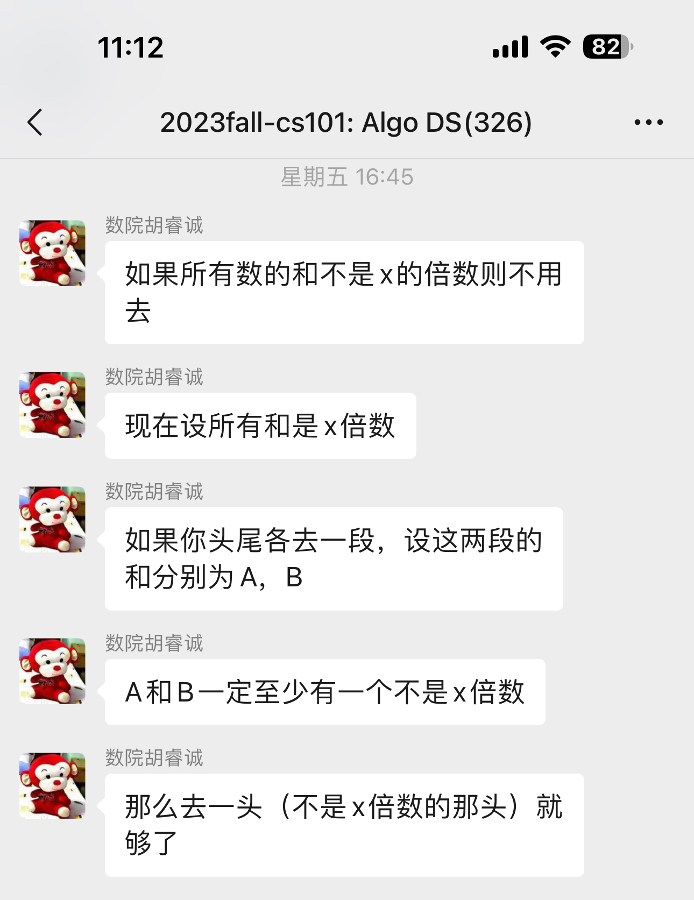 11:12
82
2023fall-cs101: Algo DS(326)
星期五 16:45
数院胡睿诚
如果所有数的和不是x的倍数则不用
去
数院胡睿诚
现在设所有和是x倍数
数院胡睿诚
如果你头尾各去一段，设这两段的
和分别为A，B
数院胡睿诚
A和B一定至少有一个不是x倍数
数院胡睿诚
那么去一头（不是x倍数的那头）就
够了